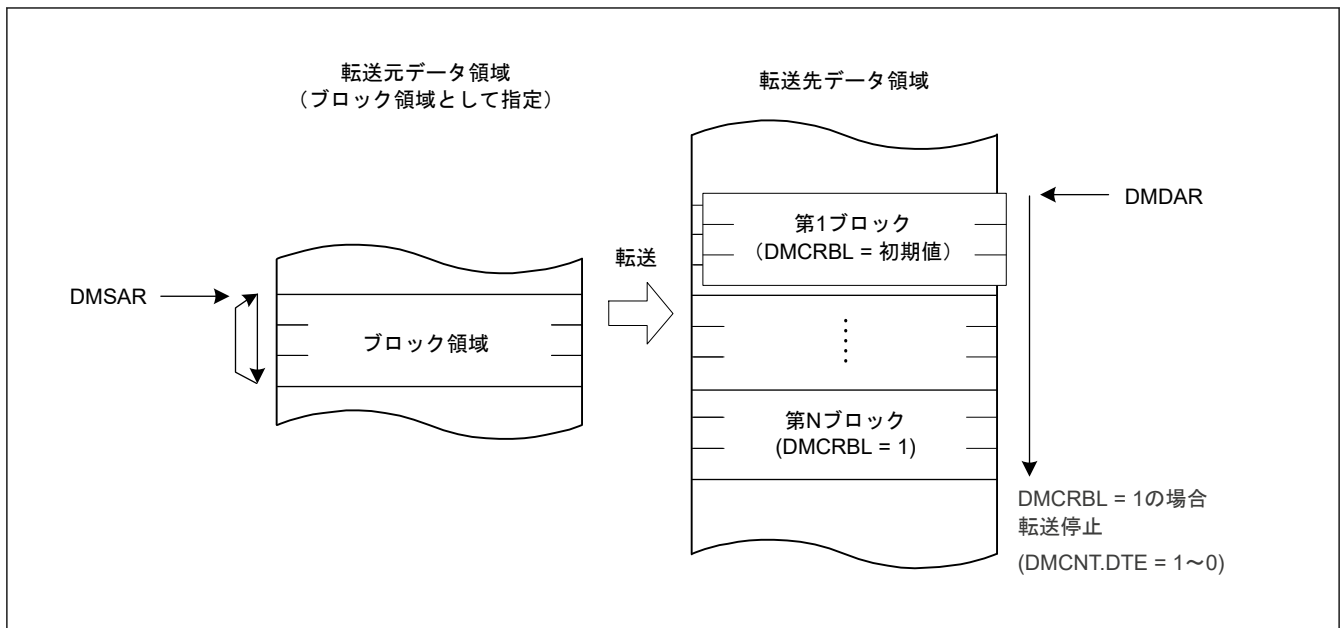 転送元データ領域
（ブロック領域として指定）
転送先データ領域
DMSAR
ブロック領域
転送
第1ブロック
（DMCRBL = 初期値）
DMDAR
第Nブロック
(DMCRBL = 1)
DMCRBL = 1の場合
転送停止
(DMCNT.DTE = 1～0)